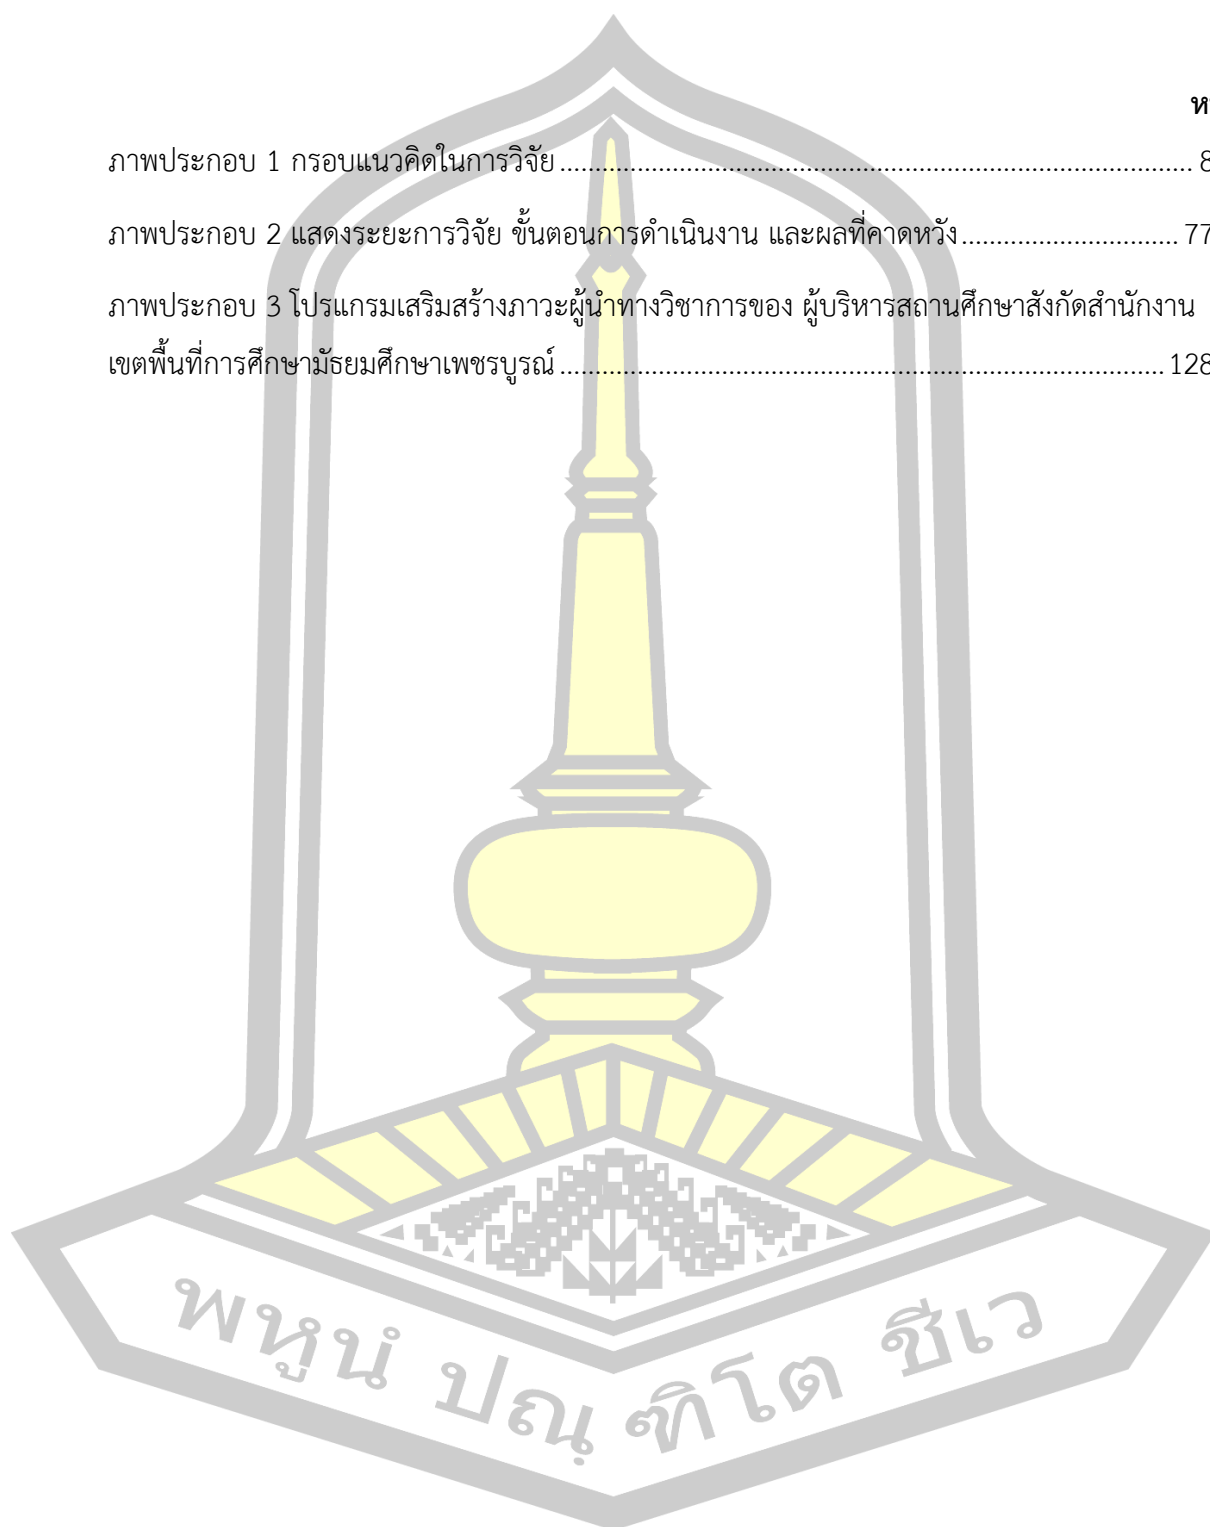 ภาพประกอบ 1 กรอบแนวคิดในการวิจัย 8
ภาพประกอบ 2 แสดงระยะการวิจัย ขั้นตอนการดำเนินงาน และผลที่คาดหวัง 77
ภาพประกอบ 3 โปรแกรมเสริมสร้างภาวะผู้นำทางวิชาการของ ผู้บริหารสถานศึกษาสังกัดสำนักงาน
เขตพื้นที่การศึกษามัธยมศึกษาเพชรบูรณ์ 128
พหูนํ ปณฺฑิโต ชีเว